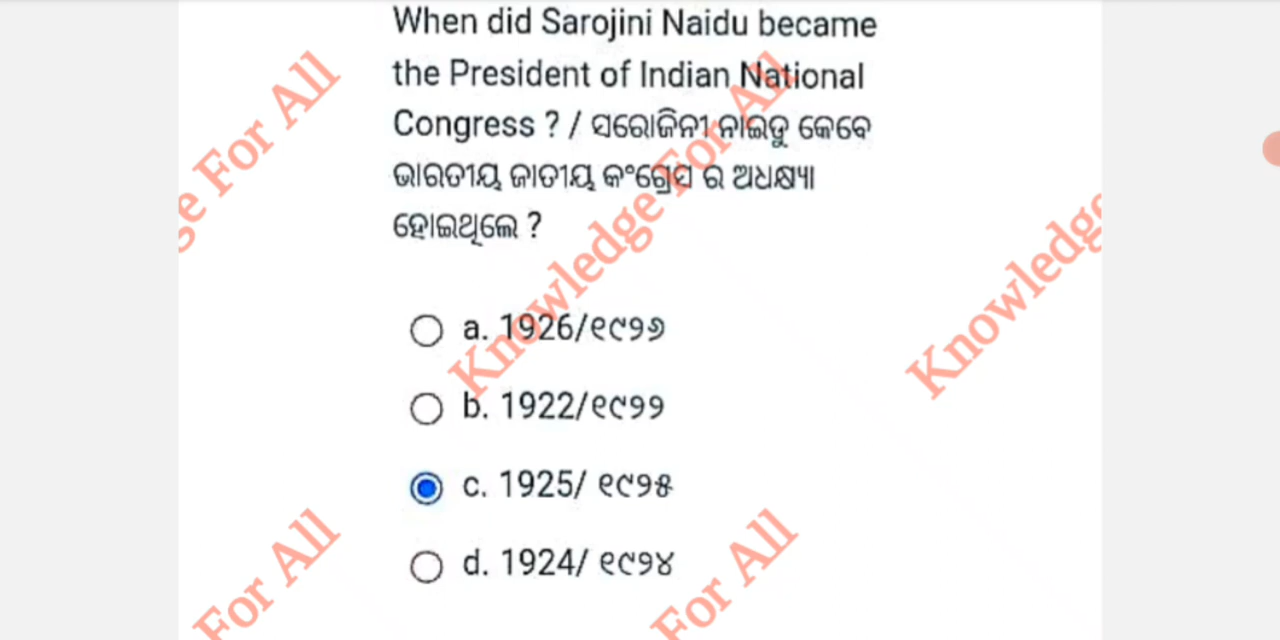 When did Sarojini Naidu became
the President of Indian National
Congress ? / ସରୋଜିନୀ ନାଇଡୁ କେବେ
ଭାରତୀୟ ଜାତୀୟ କଂଗ୍ରେସ ର ଅଧକ୍ଷ୍ୟା
ହୋଇଥିଲେ ?
a. 1926/୧୯୨୬
b. 1922/୧୯୨୨
c. 1925/ ୧୯୨୫
d. 1924/ ୧୯୨୪
ge For All
Knowledge For All
Knowledge
For All
For All